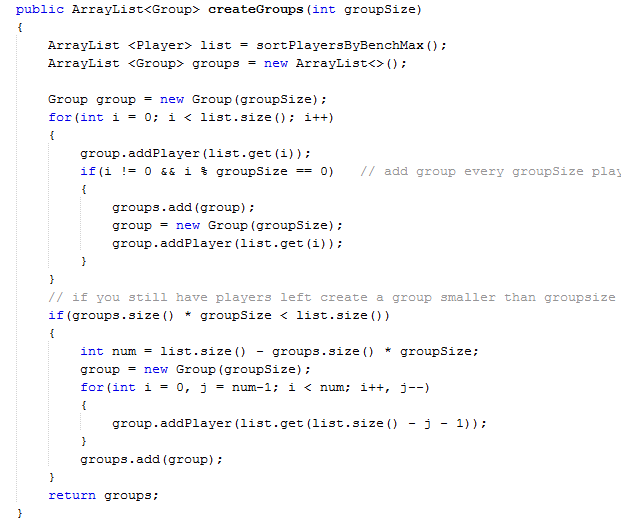 public ArrayList<Group> createGroups(int groupSize)
{
ArrayList <Player> list = sortPlayersByBenchMax();
ArrayList <Group> groups = new ArrayList<>();
Group group = new Group(groupSize);
for(int i = 0; i < list.size(); i++)
{
group.addPlayer(list.get(i));
if(i != 0 && i % groupSize == 0) // add group every groupSize play
{
groups.add(group);
group = new Group(groupSize);
group.addPlayer(list.get(i));
}
}
// if you still have players left create a group smaller than groupsize
if(groups.size() * groupSize < list.size())
{
int num = list.size() - groups.size() * groupSize;
group = new Group(groupSize);
for(int i = 0, j = num-1; i < num; i++, j--)
{
group.addPlayer(list.get(list.size() - j - 1));
}
groups.add(group);
}
return groups;
}